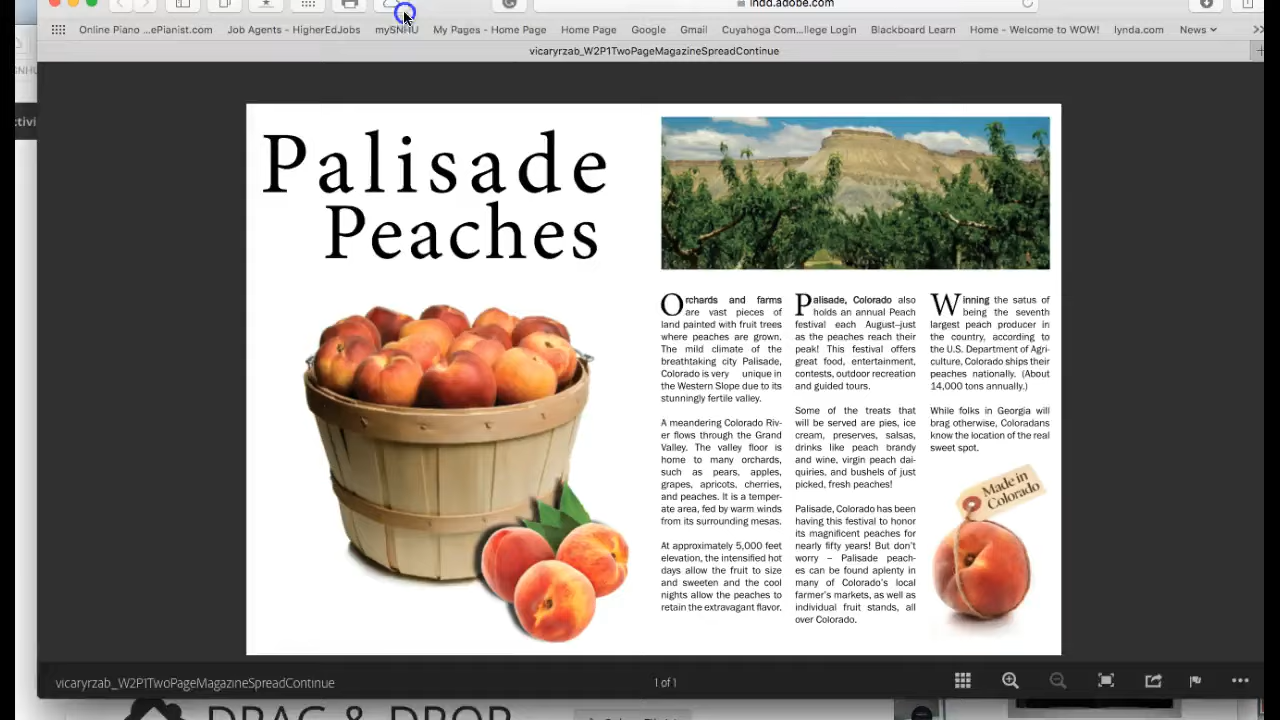 indd.adobe.com
Online Piano ...ePianist.com Job Agents - HigherEdJobs mySNHU My Pages - Home Page Home Page Google Gmail Cuyahoga Com...llege Login Blackboard Learn Home - Welcome to WOW! lynda.com News
vicaryrzab_W2P1TwoPageMagazineSpreadContinue
Palisade
Peaches
Orchards and farms
are vast pieces of
land painted with fruit trees
where peaches are grown.
The mild climate of the
breathtaking city Palisade,
Colorado is very unique in
the Western Slope due to its
stunningly fertile valley.
A meandering Colorado Riv-
er flows through the Grand
Valley. The valley floor is
home to many orchards,
such as pears, apples,
grapes, apricots, cherries,
and peaches. It is a temper-
ate area, fed by warm winds
from its surrounding mesas.
At approximately 5,000 feet
elevation, the intensified hot
days allow the fruit to size
and sweeten and the cool
nights allow the peaches to
retain the extravagant flavor.
Palisade, Colorado also
holds an annual Peach
festival each August–just
as the peaches reach their
peak! This festival offers
great food, entertainment,
contests, outdoor recreation
and guided tours.
Some of the treats that
will be served are pies, ice
cream, preserves, salsas,
drinks like peach brandy
and wine, virgin peach dai-
quiries, and bushels of just
picked, fresh peaches!
Palisade, Colorado has been
having this festival to honor
its magnificent peaches for
nearly fifty years! But don't
worry – Palisade peach-
es can be found aplenty in
many of Colorado's local
farmer's markets, as well as
individual fruit stands, all
over Colorado.
Winning the satus of
being the seventh
largest peach producer in
the country, according to
the U.S. Department of Agri-
culture, Colorado ships their
peaches nationally. (About
14,000 tons annually.)
While folks in Georgia will
brag otherwise, Coloradans
know the location of the real
sweet spot.
Made in
Colorado
vicaryrzab_W2P1TwoPageMagazineSpreadContinue
1 of 1
DRAG & DROP